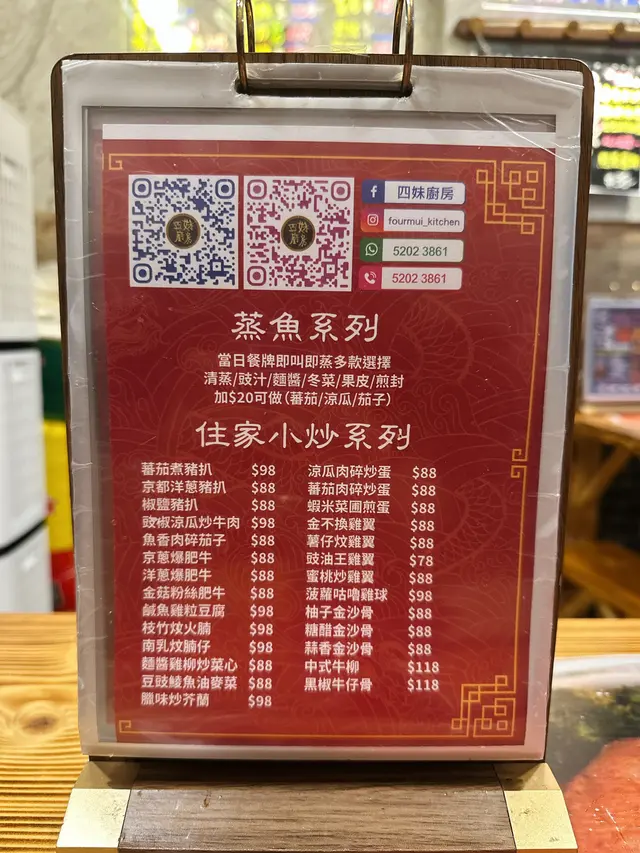 四妹廚房
fourmui_kitchen
5202 3861
5202 3861
蒸魚系列
當日餐牌即叫即蒸多款選擇
清蒸/豉汁/麵醬/冬菜/果皮/煎封
加$20可做(蕃茄/涼瓜/茄子)
住家小炒系列
蕃茄煮豬扒 $98
京都洋蔥豬扒 $88
椒鹽豬扒 $88
豉椒涼瓜炒牛肉 $98
魚香肉碎茄子 $88
京蔥爆肥牛 $88
洋蔥爆肥牛 $88
金菇粉絲肥牛 $88
鹹魚雞粒豆腐 $98
枝竹炆火腩 $98
南乳炆腩仔 $98
麵醬雞柳炒菜心 $88
豆豉鯪魚油麥菜 $88
臘味炒芥蘭 $98
涼瓜肉碎炒蛋 $88
蕃茄肉碎炒蛋 $88
蝦米菜圃煎蛋 $88
金不換雞翼 $88
薯仔炆雞翼 $88
豉油王雞翼 $78
蜜桃炒雞翼 $88
菠蘿咕嚕雞球 $98
柚子金沙骨 $88
糖醋金沙骨 $88
蒜香金沙骨 $88
中式牛柳 $118
黑椒牛仔骨 $118